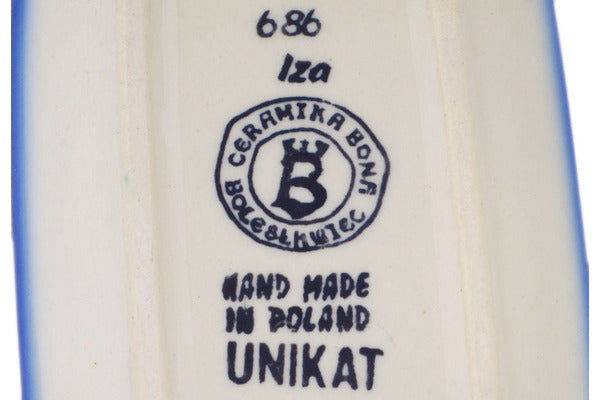 686
Iza
CERAMIKA BONA
B
BOLESŁAWIEC
HAND MADE
IN POLAND
UNIKAT